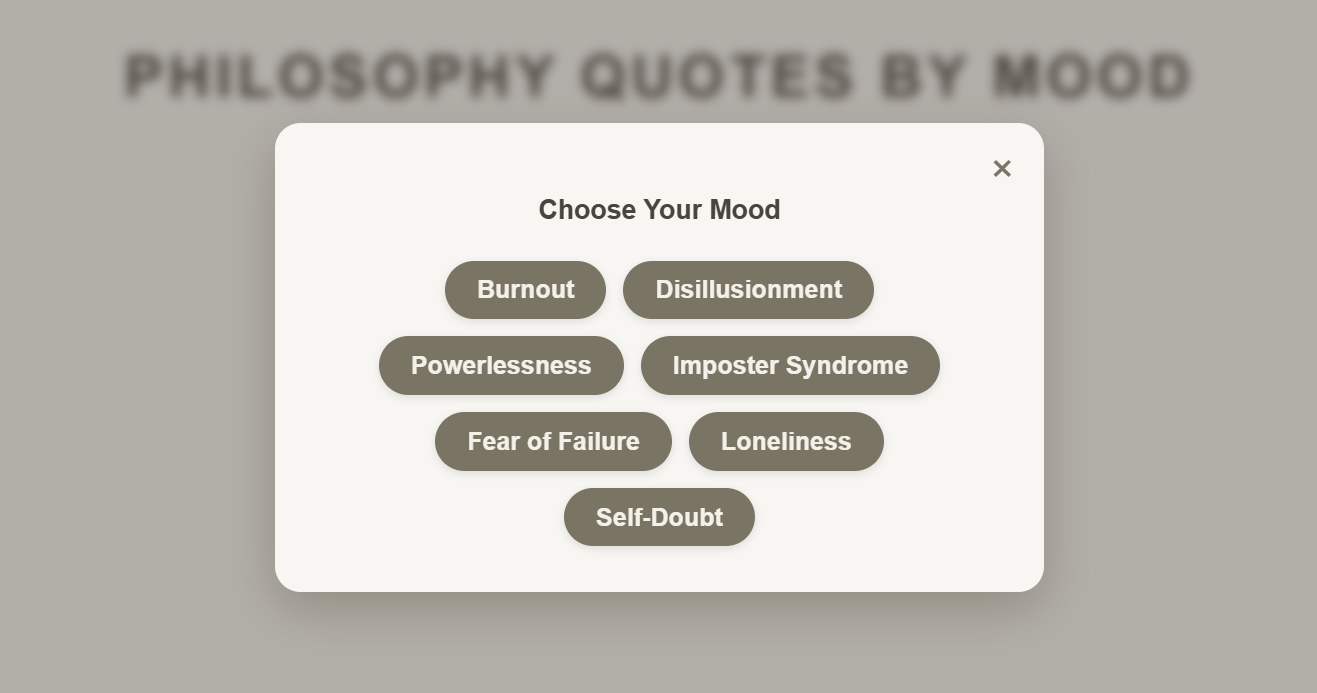 PHILOSOPHY QUOTES BY MOOD
×
Choose Your Mood
Burnout Disillusionment
Powerlessness Imposter Syndrome
Fear of Failure Loneliness
Self-Doubt